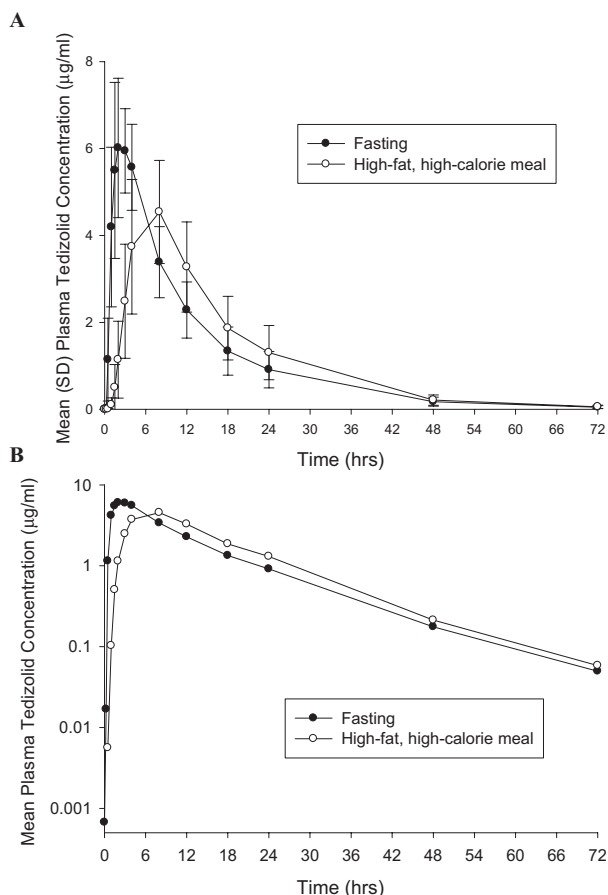 A
Mean (SD) Plasma Tedizolid Concentration (μg/ml)
8
6
4
2
0
Fasting
High-fat, high-calorie meal
0 6 12 18 24 30 36 42 48 54 60 66 72
Time (hrs)
B
Mean Plasma Tedizolid Concentration (μg/ml)
10
1
0.1
0.01
0.001
Fasting
High-fat, high-calorie meal
0 6 12 18 24 30 36 42 48 54 60 66 72
Time (hrs)